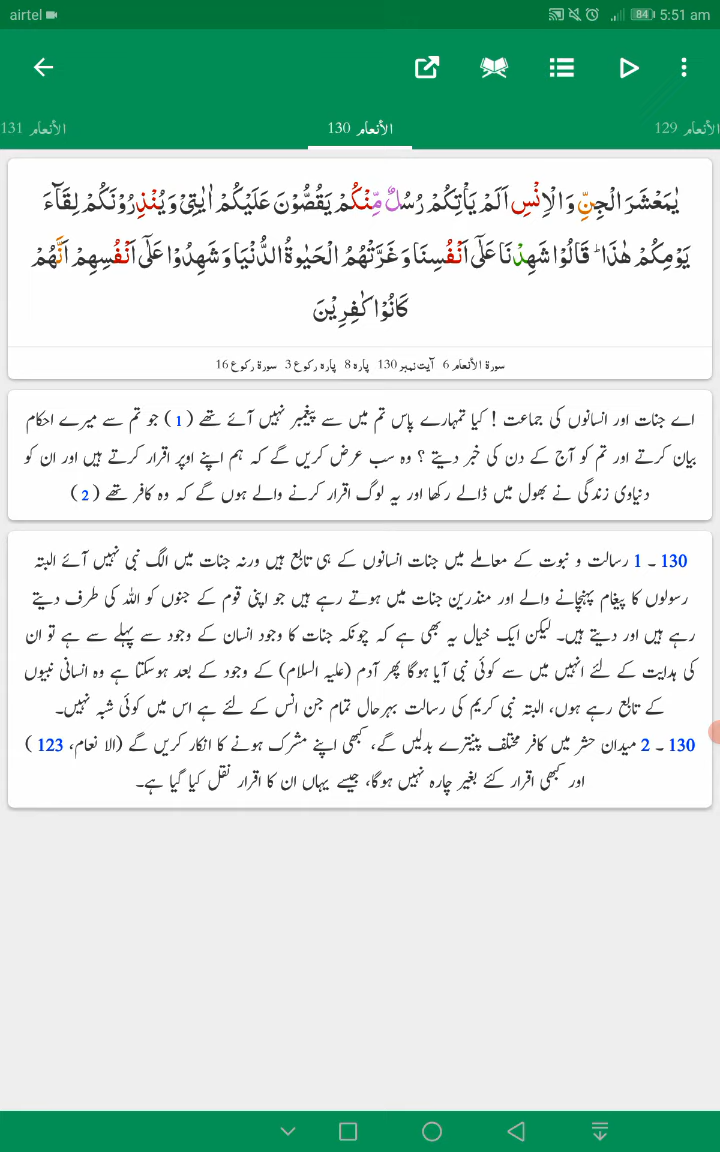 airtel 84 5:51 am
الأنعام 131 الأنعام 130 الأنعام 129
يٰمَعْشَرَ الْجِنِّ وَالْاِنْسِ اَلَمْ يَاْتِكُمْ رُسُلٌ مِّنْكُمْ يَقُصُّوْنَ عَلَيْكُمْ اٰيٰتِىْ وَيُنْذِرُوْنَكُمْ لِقَآءَ
يَوْمِكُمْ هٰذَا ؕ قَالُوْا شَهِدْنَا عَلٰٓى اَنْفُسِنَا وَغَرَّتْهُمُ الْحَيٰوةُ الدُّنْيَا وَشَهِدُوْا عَلٰٓى اَنْفُسِهِمْ اَنَّهُمْ
كَانُوْا كٰفِرِيْنَ
سورة الأنعام 6 آیت نمبر 130 پارہ 8 پارہ رکوع 3 سورة رکوع 16
اے جنات اور انسانوں کی جماعت ! کیا تمہارے پاس تم میں سے پیغمبر نہیں آئے تھے ( 1 ) جو تم سے میرے احکام
بیان کرتے اور تم کو آج کے دن کی خبر دیتے ؟ وہ سب عرض کریں گے کہ ہم اپنے اوپر اقرار کرتے ہیں اور ان کو
دنیاوی زندگی نے بھول میں ڈالے رکھا اور یہ لوگ اقرار کرنے والے ہوں گے کہ وہ کافر تھے ( 2 )
130 ۔ 1 رسالت و نبوت کے معاملے میں جنات انسانوں کے ہی تابع ہیں ورنہ جنات میں الگ نبی نہیں آئے البتہ
رسولوں کا پیغام پہنچانے والے اور منذرین جنات میں ہوتے رہے ہیں جو اپنی قوم کے جنوں کو اللہ کی طرف دیتے
رہے ہیں اور دیتے ہیں۔ لیکن ایک خیال یہ بھی ہے کہ چونکہ جنات کا وجود انسان کے وجود سے پہلے سے ہے تو ان
کی ہدایت کے لئے انہیں میں سے کوئی نبی آیا ہوگا پھر آدم (علیہ السلام) کے وجود کے بعد ہوسکتا ہے وہ انسانی نبیوں
کے تابع رہے ہوں، البتہ نبی کریم کی رسالت بہرحال تمام جن انس کے لئے ہے اس میں کوئی شبہ نہیں۔
130 ۔ 2 میدان حشر میں کافر مختلف پینترے بدلیں گے، کبھی اپنے مشرک ہونے کا انکار کریں گے (الا نعام، 123 )
اور کبھی اقرار کئے بغیر چارہ نہیں ہوگا، جیسے یہاں ان کا اقرار نقل کیا گیا ہے۔